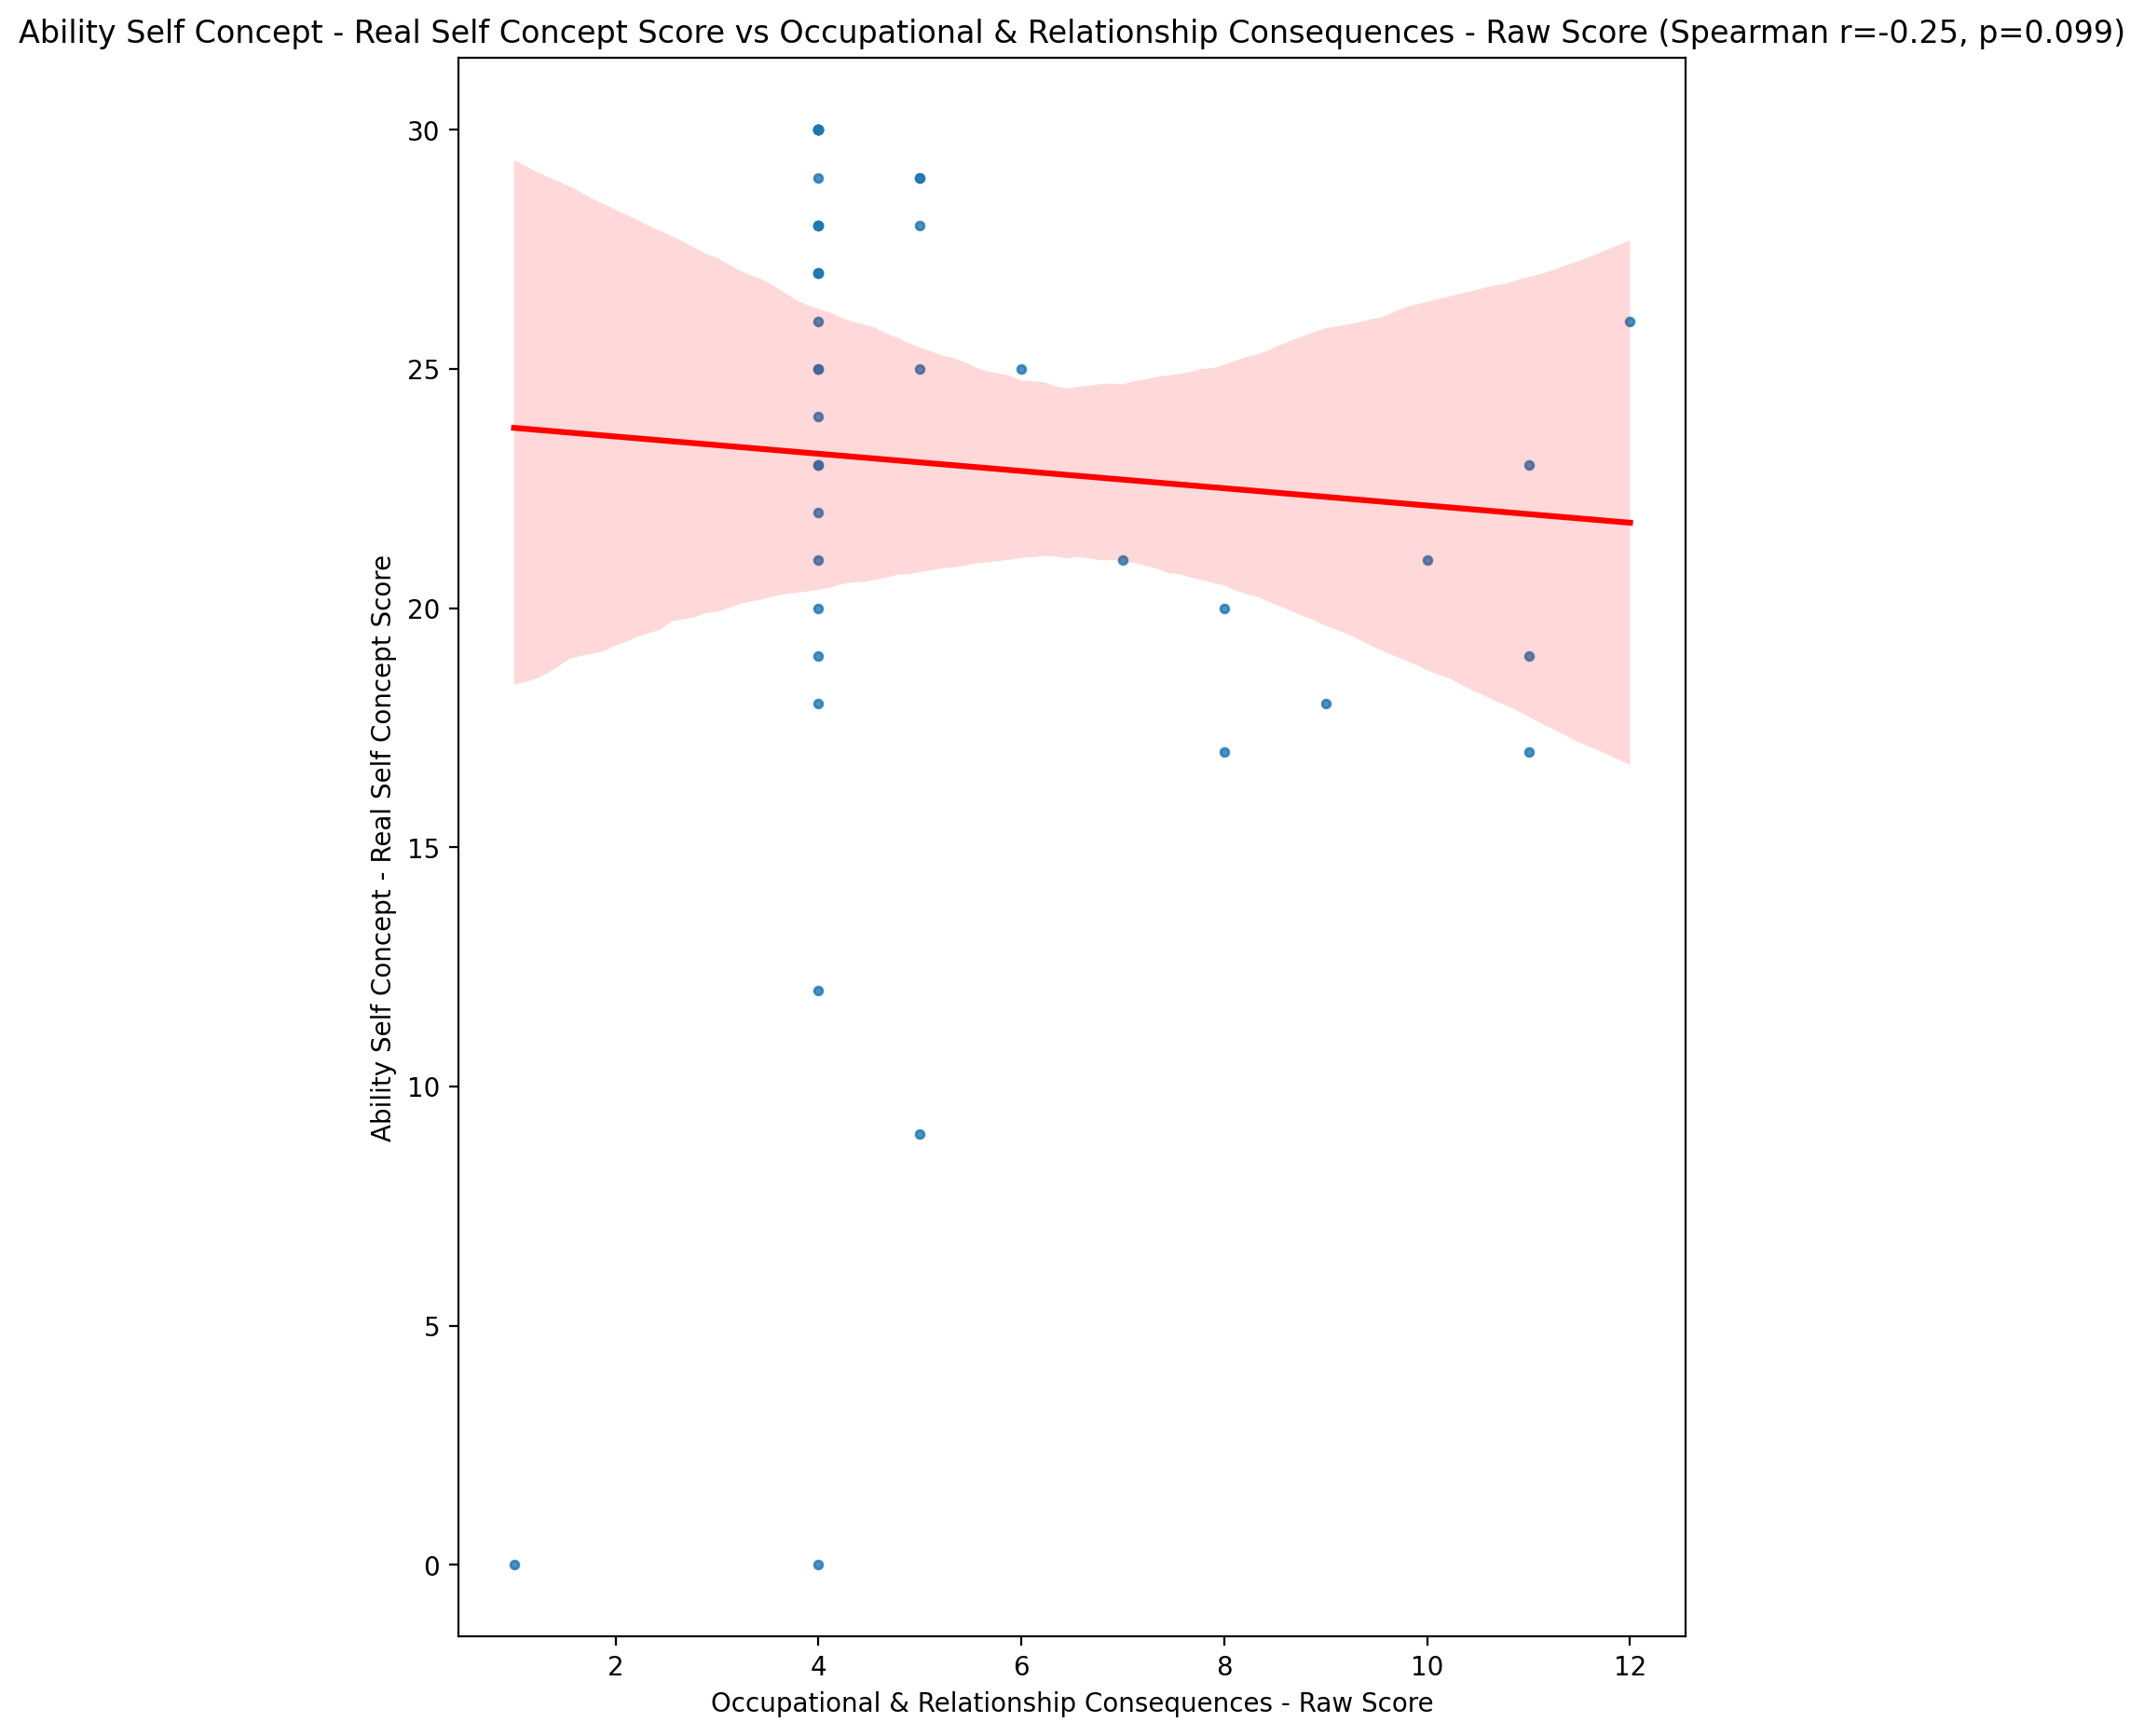 Ability Self Concept - Real Self Concept Score vs Occupational & Relationship Consequences - Raw Score (Spearman r=-0.25, p=0.099)
30
25
20
15
10
5
0
Ability Self Concept - Real Self Concept Score
2 4 6 8 10 12
Occupational & Relationship Consequences - Raw Score